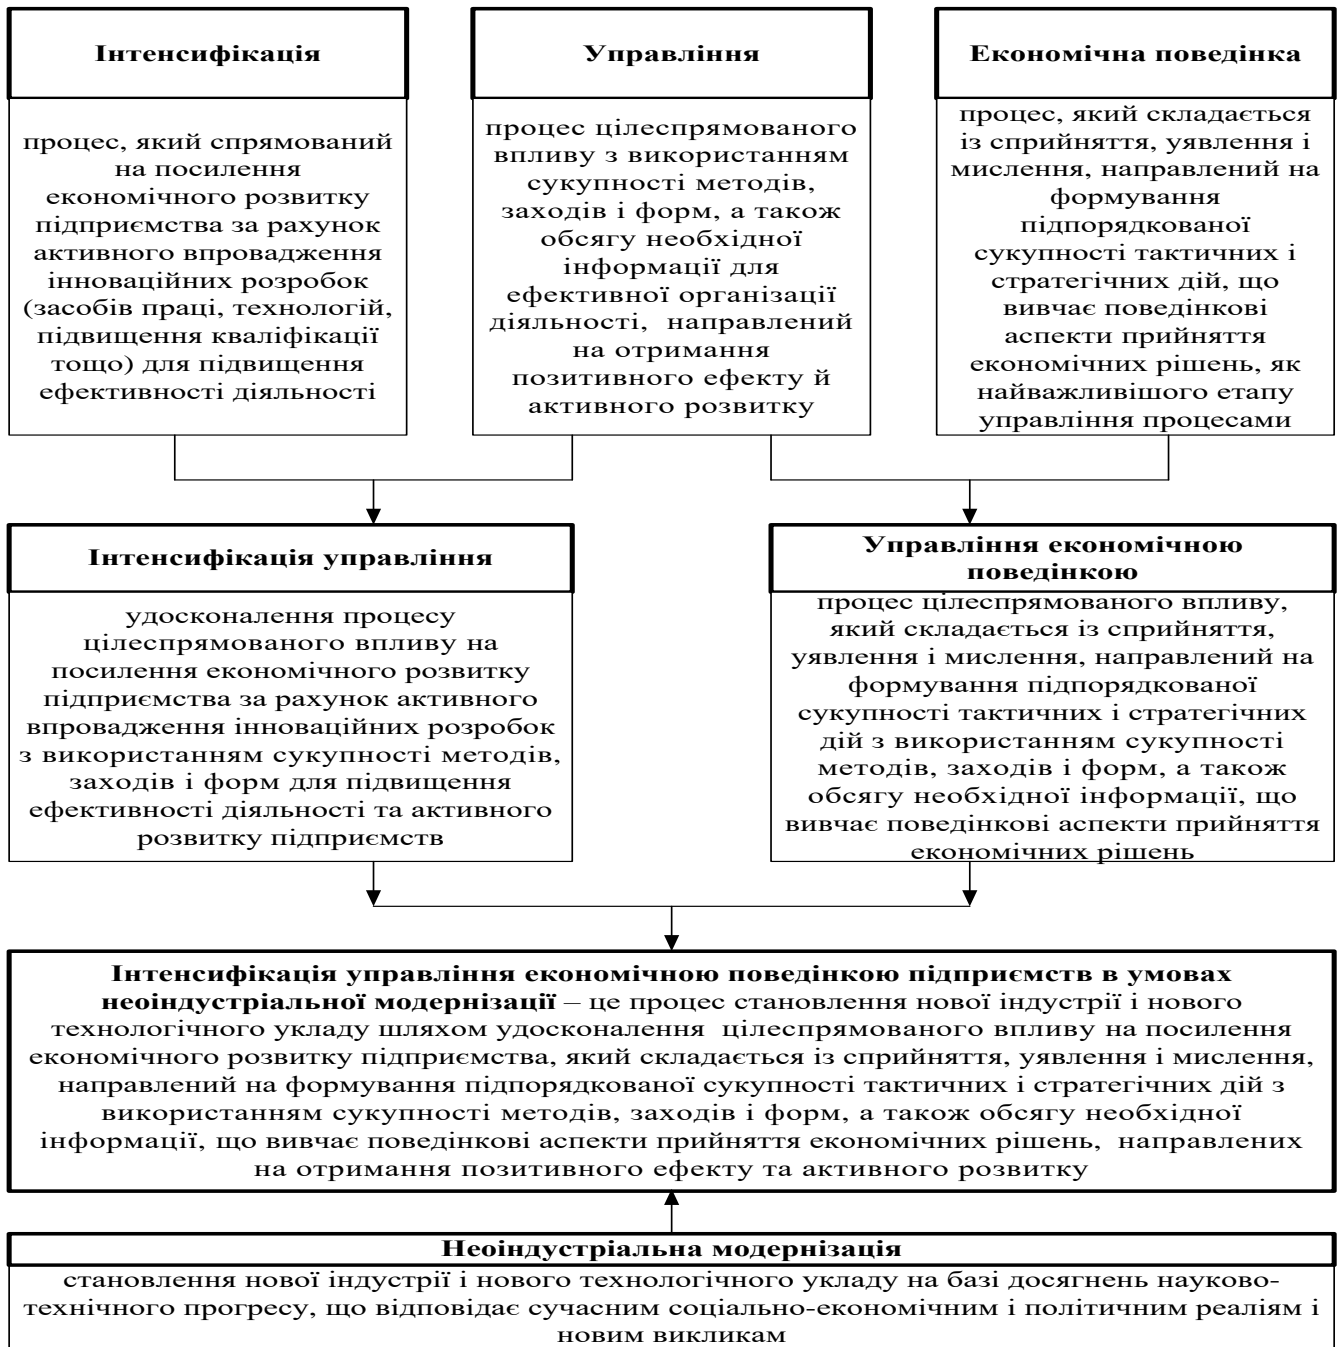 Інтенсифікація
процес, який спрямований
на посилення
економічного розвитку
підприємства за рахунок
активного впровадження
інноваційних розробок
(засобів праці, технологій,
підвищення кваліфікації
тощо) для підвищення
ефективності діяльності
Управління
процес цілеспрямованого
впливу з використанням
сукупності методів,
заходів і форм, а також
обсягу необхідної
інформації для
ефективної організації
діяльності, направлений
на отримання
позитивного ефекту й
активного розвитку
Економічна поведінка
процес, який складається
із сприйняття, уявлення і
мислення, направлений на
формування
підпорядкованої
сукупності тактичних і
стратегічних дій, що
вивчає поведінкові
аспекти прийняття
економічних рішень, як
найважливішого етапу
управління процесами
Інтенсифікація управління
удосконалення процесу
цілеспрямованого впливу на
посилення економічного розвитку
підприємства за рахунок активного
впровадження інноваційних розробок
з використанням сукупності методів,
заходів і форм для підвищення
ефективності діяльності та активного
розвитку підприємств
Управління економічною
поведінкою
процес цілеспрямованого впливу,
який складається із сприйняття,
уявлення і мислення, направлений на
формування підпорядкованої
сукупності тактичних і стратегічних
дій з використанням сукупності
методів, заходів і форм, а також
обсягу необхідної інформації, що
вивчає поведінкові аспекти прийняття
економічних рішень
Інтенсифікація управління економічною поведінкою підприємств в умовах
неоіндустріальної модернізації – це процес становлення нової індустрії і нового
технологічного укладу шляхом удосконалення цілеспрямованого впливу на посилення
економічного розвитку підприємства, який складається із сприйняття, уявлення і мислення,
направлений на формування підпорядкованої сукупності тактичних і стратегічних дій з
використанням сукупності методів, заходів і форм, а також обсягу необхідної
інформації, що вивчає поведінкові аспекти прийняття економічних рішень, направлених
на отримання позитивного ефекту та активного розвитку
Неоіндустріальна модернізація
становлення нової індустрії і нового технологічного укладу на базі досягнень науково-
технічного прогресу, що відповідає сучасним соціально-економічним і політичним реаліям і
новим викликам